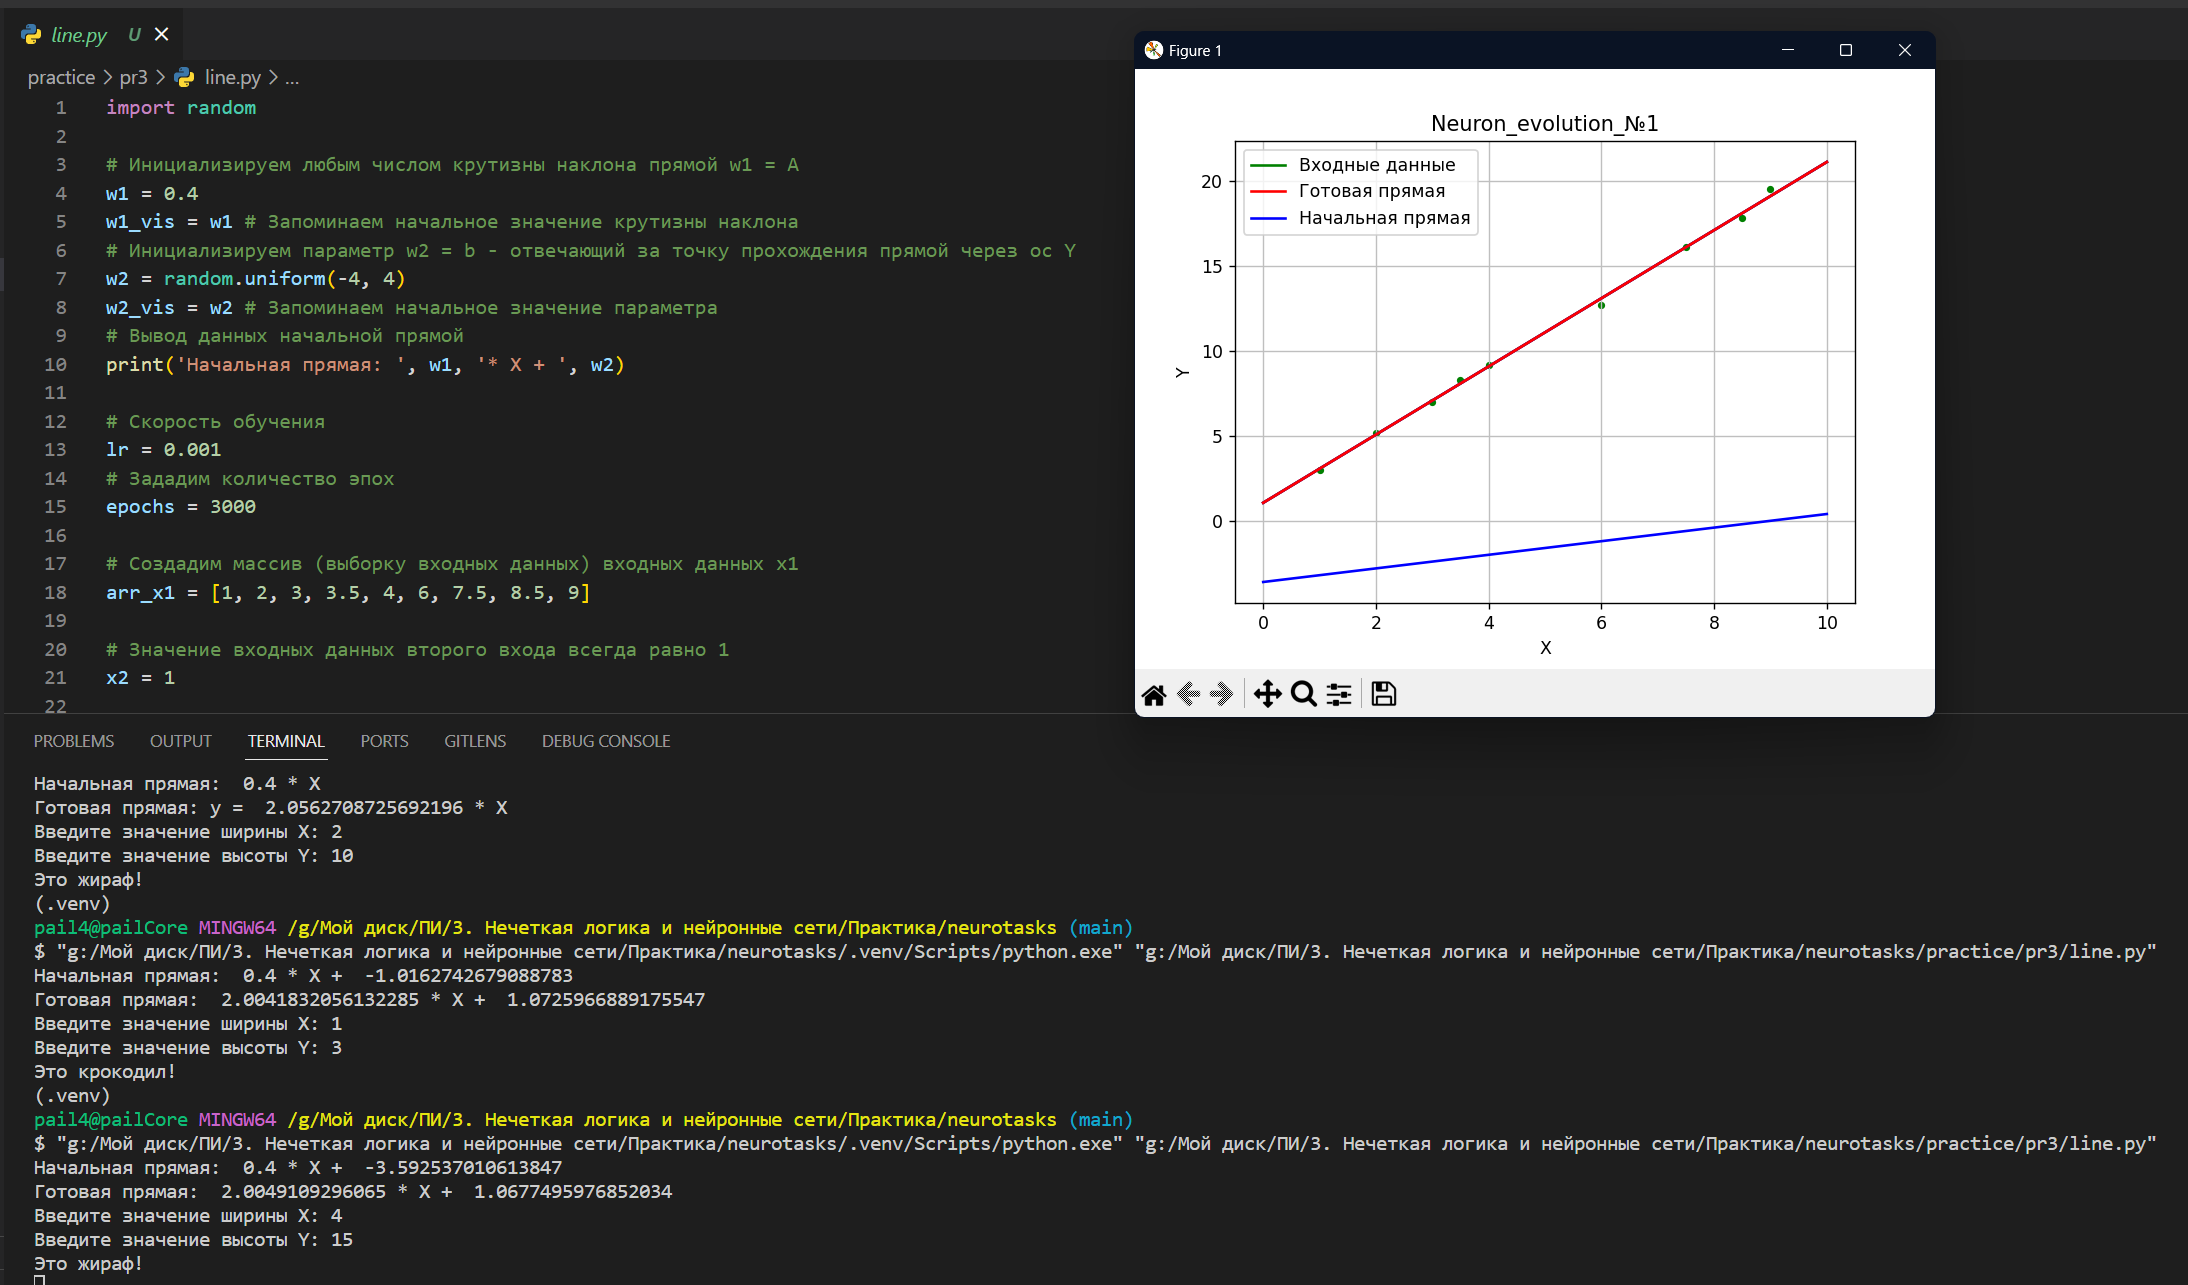 line.py U
practice > pr3 > line.py > ...
1 import random
2
3 # Инициализируем любым числом крутизны наклона прямой w1 = A
4 w1 = 0.4
5 w1_vis = w1 # Запоминаем начальное значение крутизны наклона
6 # Инициализируем параметр w2 = b - отвечающий за точку прохождения прямой через ос Y
7 w2 = random.uniform(-4, 4)
8 w2_vis = w2 # Запоминаем начальное значение параметра
9 # Вывод данных начальной прямой
10 print('Начальная прямая: ', w1, '* X + ', w2)
11
12 # Скорость обучения
13 lr = 0.001
14 # Зададим количество эпох
15 epochs = 3000
16
17 # Создадим массив (выборку входных данных) входных данных x1
18 arr_x1 = [1, 2, 3, 3.5, 4, 6, 7.5, 8.5, 9]
19
20 # Значение входных данных второго входа всегда равно 1
21 x2 = 1
22
Figure 1
Neuron_evolution_№1
Входные данные
Готовая прямая
Начальная прямая
20
15
10
5
0
Y
0 2 4 6 8 10
X
PROBLEMS OUTPUT TERMINAL PORTS GITLENS DEBUG CONSOLE
Начальная прямая:  0.4 * X
Готовая прямая: y =  2.0562708725692196 * X
Введите значение ширины X: 2
Введите значение высоты Y: 10
Это жираф!
(.venv)
pail4@pailCore MINGW64 /g/Мой диск/ПИ/3. Нечеткая логика и нейронные сети/Практика/neurotasks (main)
$ "g:/Мой диск/ПИ/3. Нечеткая логика и нейронные сети/Практика/neurotasks/.venv/Scripts/python.exe" "g:/Мой диск/ПИ/3. Нечеткая логика и нейронные сети/Практика/neurotasks/practice/pr3/line.py"
Начальная прямая:  0.4 * X +  -1.0162742679088783
Готовая прямая:  2.0041832056132285 * X +  1.0725966889175547
Введите значение ширины X: 1
Введите значение высоты Y: 3
Это крокодил!
(.venv)
pail4@pailCore MINGW64 /g/Мой диск/ПИ/3. Нечеткая логика и нейронные сети/Практика/neurotasks (main)
$ "g:/Мой диск/ПИ/3. Нечеткая логика и нейронные сети/Практика/neurotasks/.venv/Scripts/python.exe" "g:/Мой диск/ПИ/3. Нечеткая логика и нейронные сети/Практика/neurotasks/practice/pr3/line.py"
Начальная прямая:  0.4 * X +  -3.592537010613847
Готовая прямая:  2.0049109296065 * X +  1.0677495976852034
Введите значение ширины X: 4
Введите значение высоты Y: 15
Это жираф!